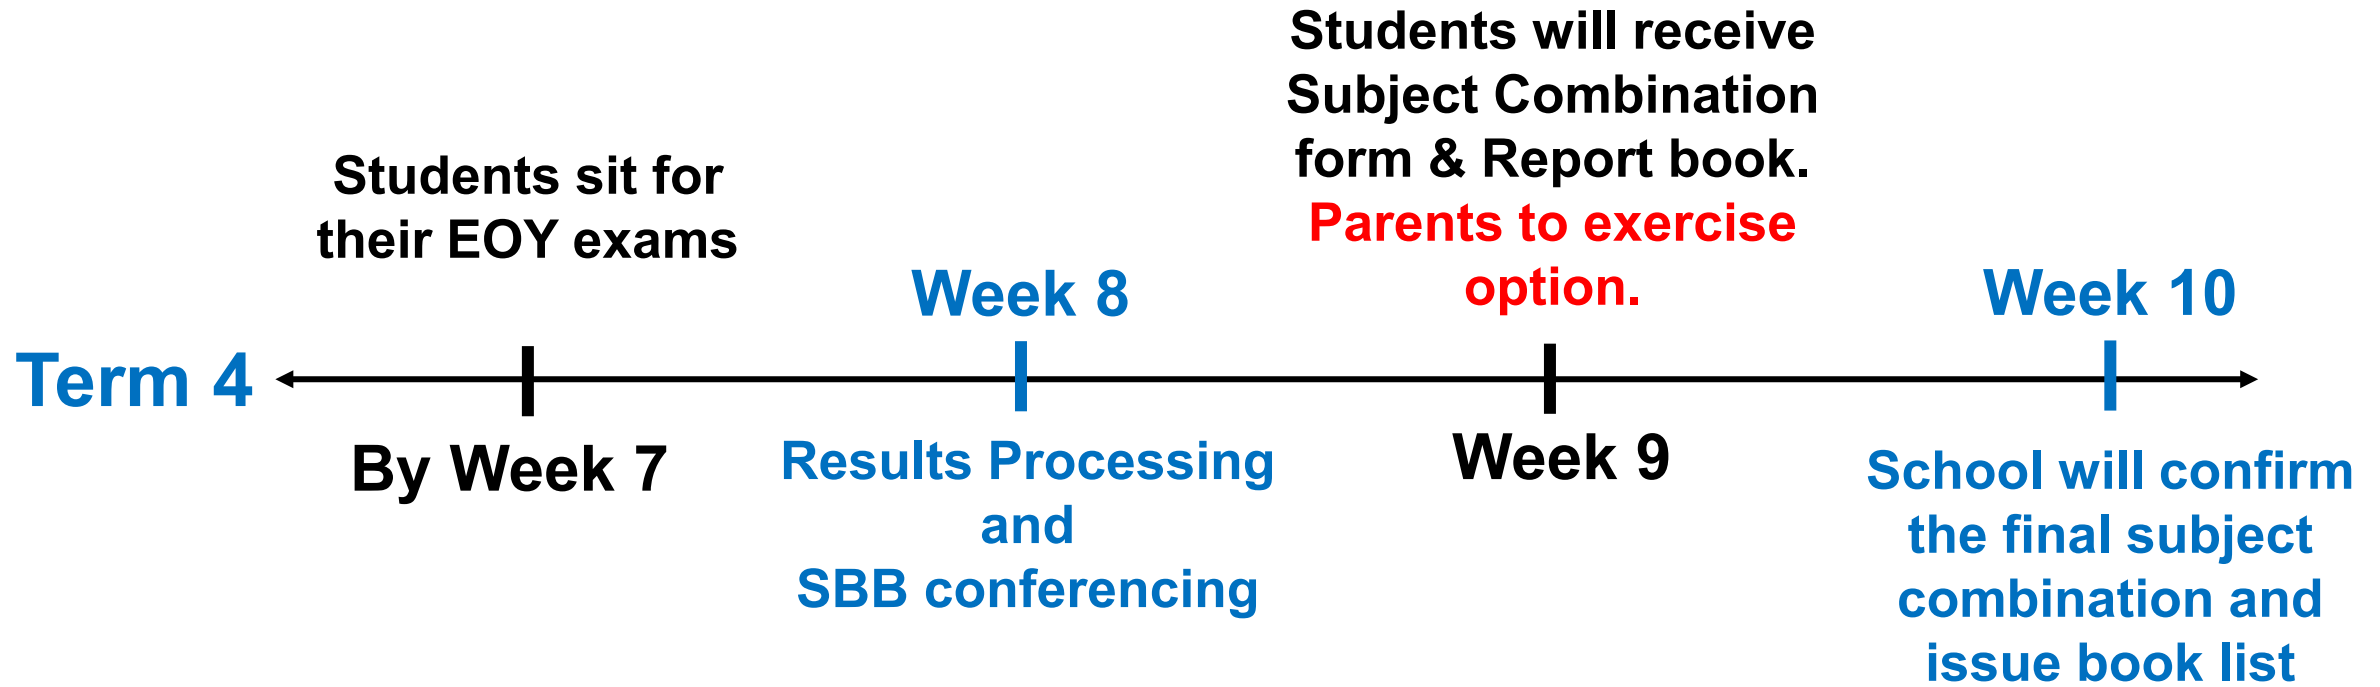 Term 4
Students sit for
their EOY exams
By Week 7
Week 8
Results Processing
and
SBB conferencing
Students will receive
Subject Combination
form & Report book.
Parents to exercise
option.
Week 9
Week 10
School will confirm
the final subject
combination and
issue book list